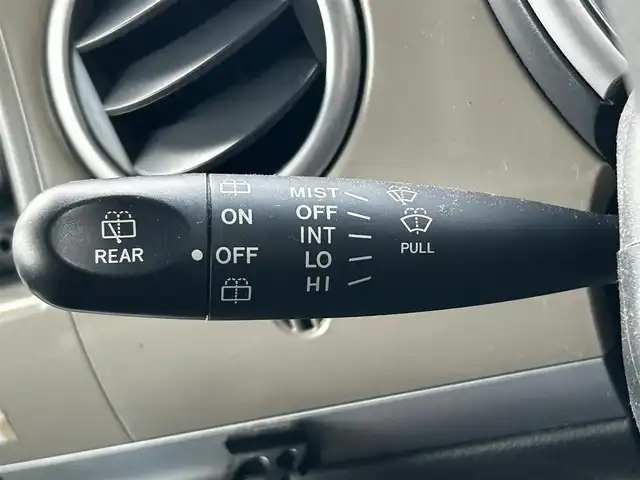 REAR
ON
OFF
MIST
OFF
INT
LO
HI
PULL